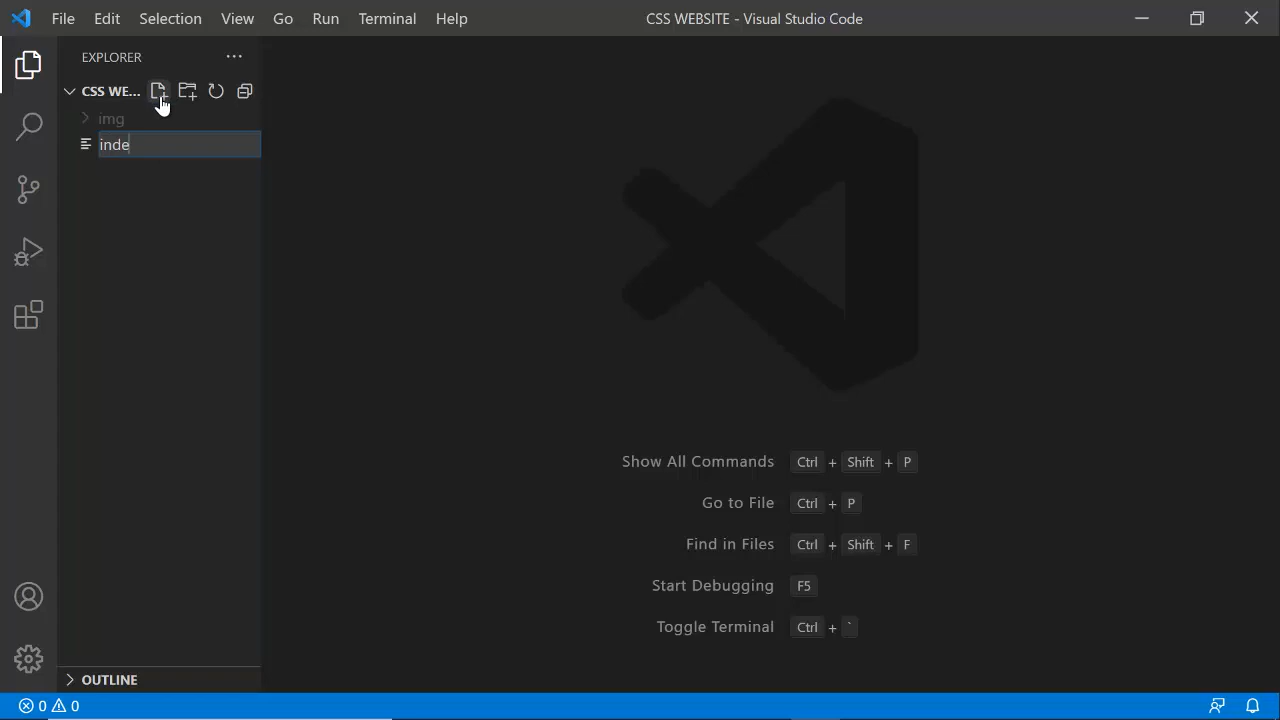 File Edit Selection View Go Run Terminal Help CSS WEBSITE - Visual Studio Code
EXPLORER
CSS WE...
img
inde
Show All Commands Ctrl + Shift + P
Go to File Ctrl + P
Find in Files Ctrl + Shift + F
Start Debugging F5
Toggle Terminal Ctrl + `
OUTLINE
0 0